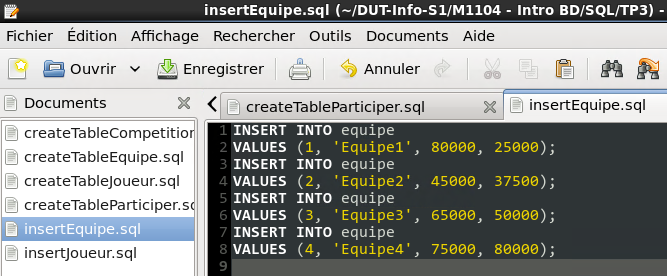 insertEquipe.sql (~/DUT-Info-S1/M1104 - Intro BD/SQL/TP3) -
Fichier Édition Affichage Rechercher Outils Documents Aide
Ouvrir Enregistrer Annuler
Documents
createTableParticiper.sql insertEquipe.sql
createTableCompetition
createTableEquipe.sql
createTableJoueur.sql
createTableParticiper.sc
insertEquipe.sql
insertJoueur.sql
1 INSERT INTO equipe
2 VALUES (1, 'Equipe1', 80000, 25000);
3 INSERT INTO equipe
4 VALUES (2, 'Equipe2', 45000, 37500);
5 INSERT INTO equipe
6 VALUES (3, 'Equipe3', 65000, 50000);
7 INSERT INTO equipe
8 VALUES (4, 'Equipe4', 75000, 80000);
9